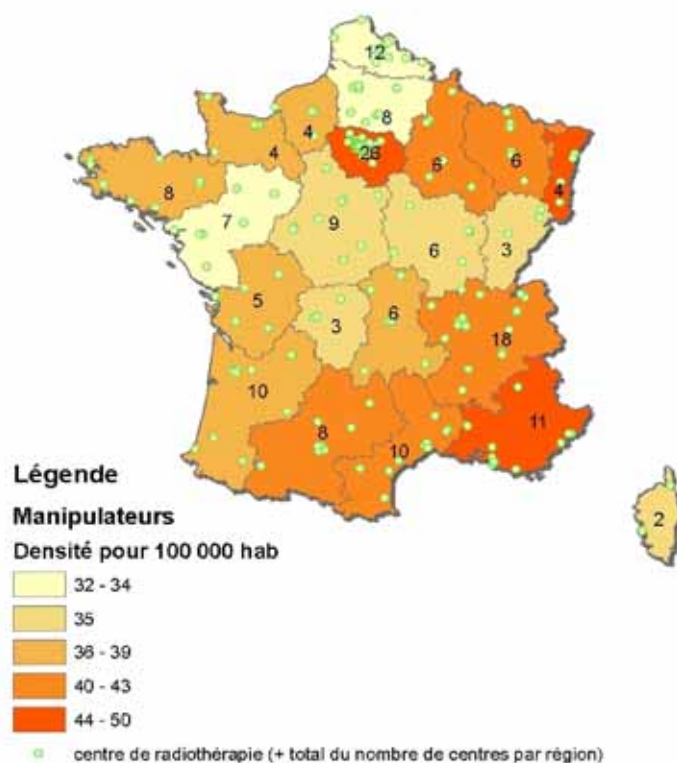 12
8
4
4
26
6
6
4
8
7
9
6
3
5
3
6
18
10
8
10
11
2
Légende
Manipulateurs
Densité pour 100 000 hab
32 - 34
35
36 - 39
40 - 43
44 - 50
centre de radiothérapie (+ total du nombre de centres par région)